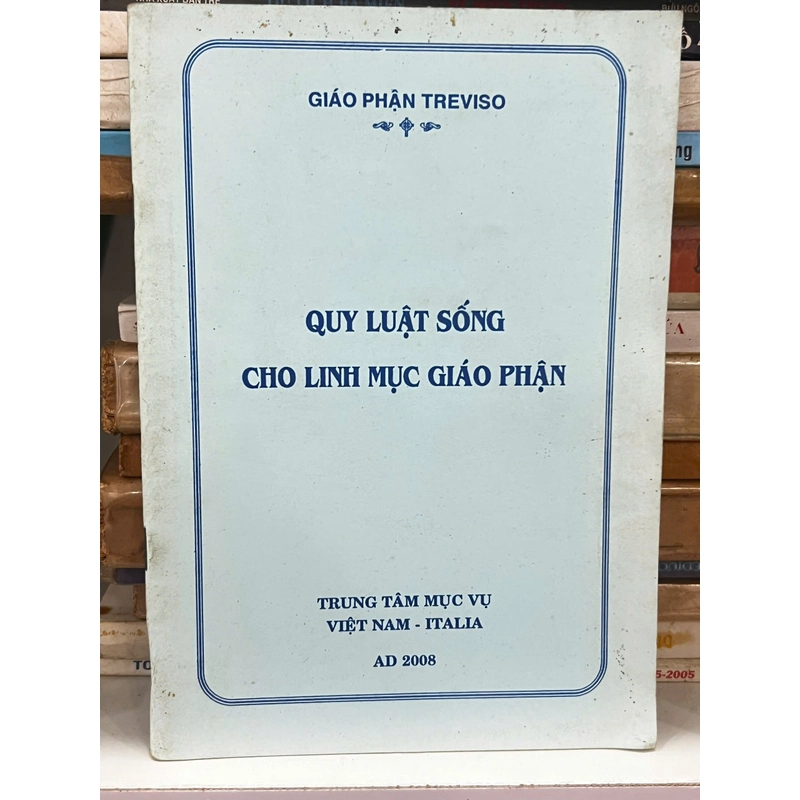 GIÁO PHẬN TREVISO
QUY LUẬT SỐNG
CHO LINH MỤC GIÁO PHẬN
TRUNG TÂM MỤC VỤ
VIỆT NAM - ITALIA
AD 2008